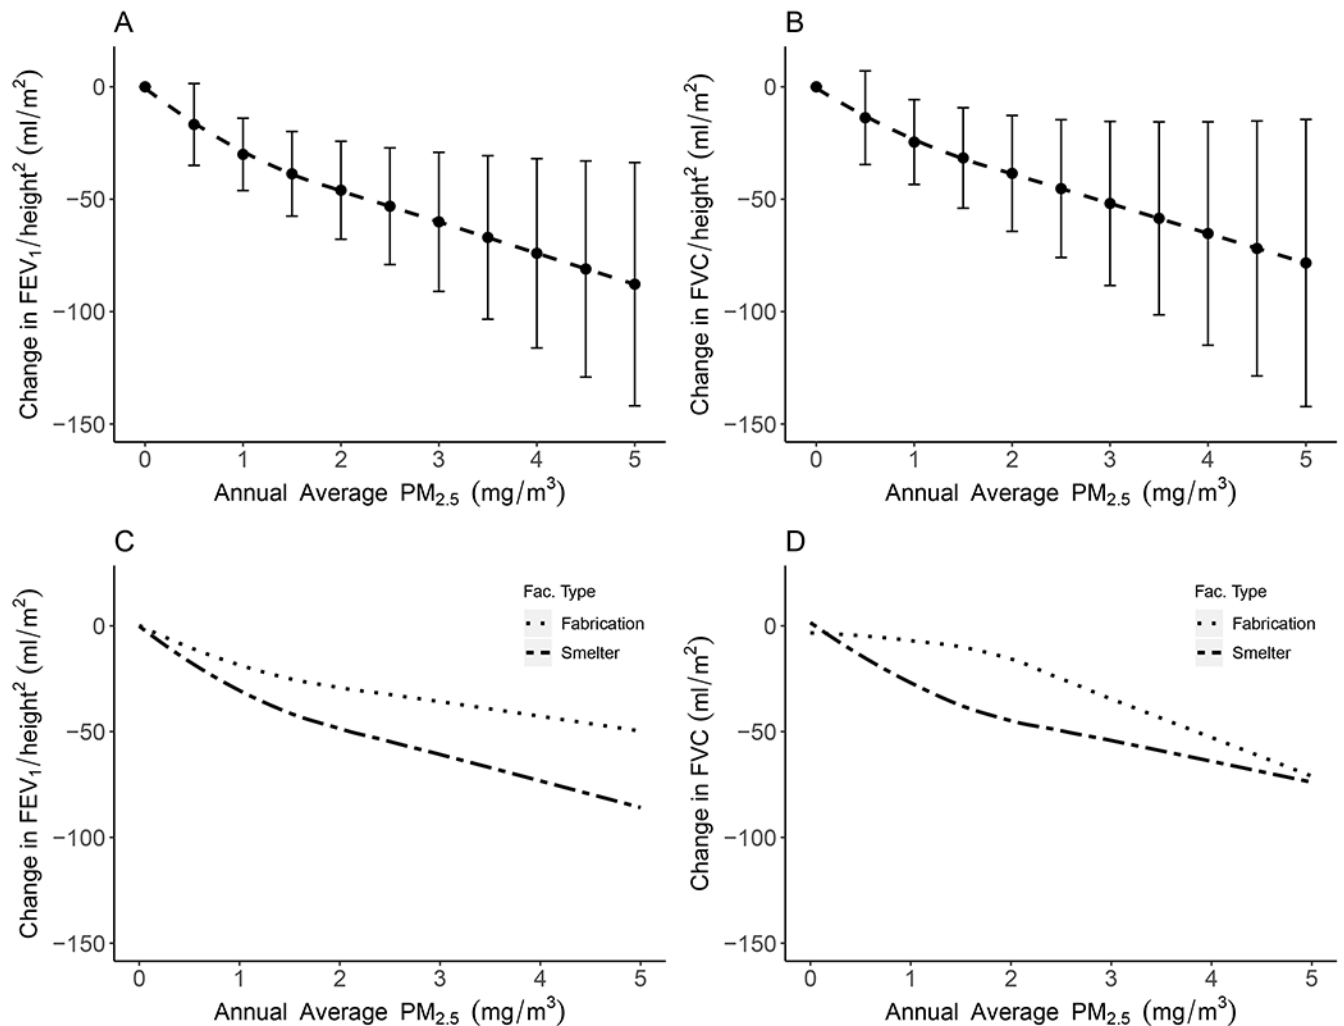 A
Change in FEV₁/height² (ml/m²)
0
−50
−100
−150
0 1 2 3 4 5
Annual Average PM₂.₅ (mg/m³)
B
Change in FVC/height² (ml/m²)
0
−50
−100
−150
0 1 2 3 4 5
Annual Average PM₂.₅ (mg/m³)
C
Change in FEV₁/height² (ml/m²)
0
−50
−100
−150
0 1 2 3 4 5
Annual Average PM₂.₅ (mg/m³)
Fac. Type
Fabrication
Smelter
D
Change in FVC (ml/m²)
0
−50
−100
−150
0 1 2 3 4 5
Annual Average PM₂.₅ (mg/m³)
Fac. Type
Fabrication
Smelter